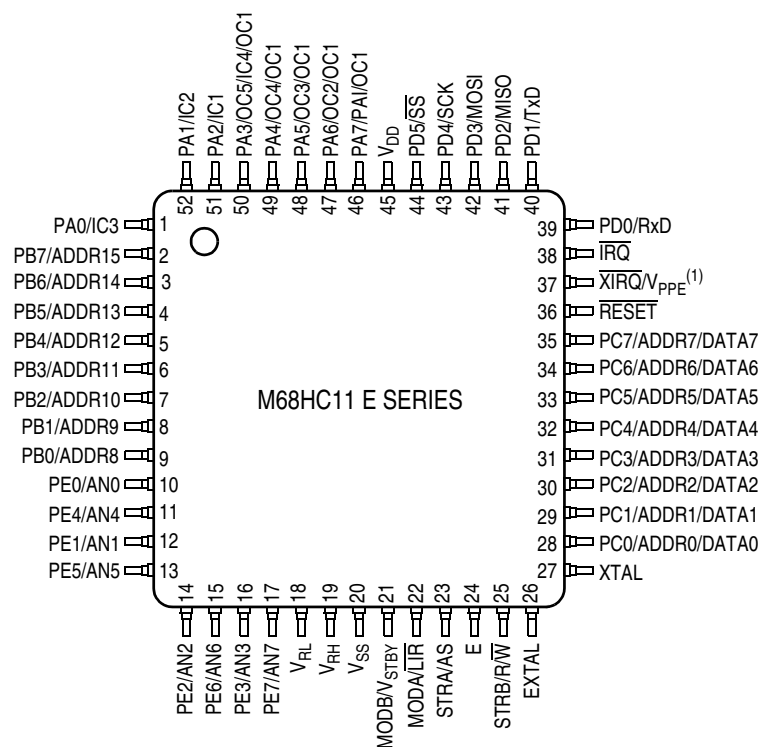 PA1/IC2
PA2/IC1
PA3/OC5/IC4/OC1
PA4/OC4/OC1
PA5/OC3/OC1
PA6/OC2/OC1
PA7/PAI/OC1
VDD
PD5/S̅S̅
PD4/SCK
PD3/MOSI
PD2/MISO
PD1/TxD
52
51
50
49
48
47
46
45
44
43
42
41
40
PA0/IC3 1
PB7/ADDR15 2
PB6/ADDR14 3
PB5/ADDR13 4
PB4/ADDR12 5
PB3/ADDR11 6
PB2/ADDR10 7
PB1/ADDR9 8
PB0/ADDR8 9
PE0/AN0 10
PE4/AN4 11
PE1/AN1 12
PE5/AN5 13
M68HC11 E SERIES
39 PD0/RxD
38 I̅R̅Q̅
37 X̅I̅R̅Q̅/VPPE(1)
36 R̅E̅S̅E̅T̅
35 PC7/ADDR7/DATA7
34 PC6/ADDR6/DATA6
33 PC5/ADDR5/DATA5
32 PC4/ADDR4/DATA4
31 PC3/ADDR3/DATA3
30 PC2/ADDR2/DATA2
29 PC1/ADDR1/DATA1
28 PC0/ADDR0/DATA0
27 XTAL
14
15
16
17
18
19
20
21
22
23
24
25
26
PE2/AN2
PE6/AN6
PE3/AN3
PE7/AN7
VRL
VRH
VSS
MODB/VSTBY
MODA/L̅I̅R̅
STRA/AS
E
STRB/R/W̅
EXTAL